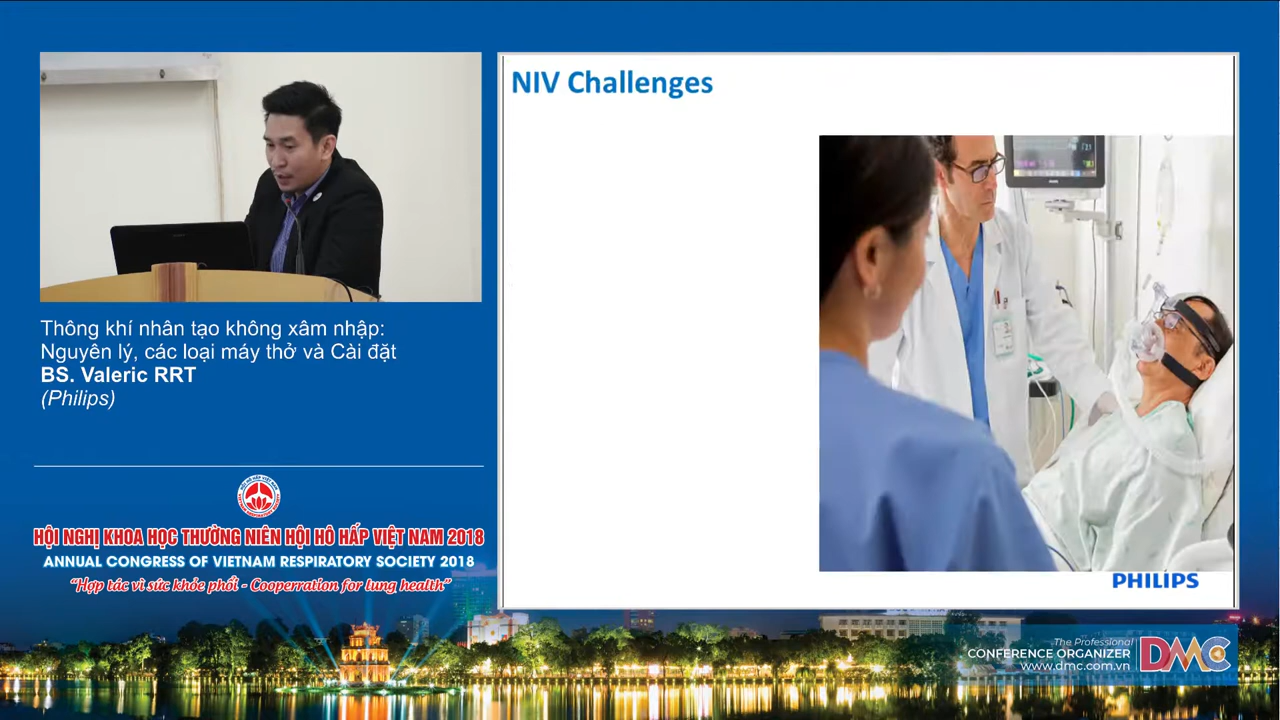 NIV Challenges
Thông khí nhân tạo không xâm nhập:
Nguyên lý, các loại máy thở và Cài đặt
BS. Valeric RRT
(Philips)
HỘI NGHỊ KHOA HỌC THƯỜNG NIÊN HỘI HÔ HẤP VIỆT NAM 2018
ANNUAL CONGRESS OF VIETNAM RESPIRATORY SOCIETY 2018
“Hợp tác vì sức khỏe phổi - Cooperration for lung health”
PHILIPS
The Professional
CONFERENCE ORGANIZER
www.dmc.com.vn
DMC